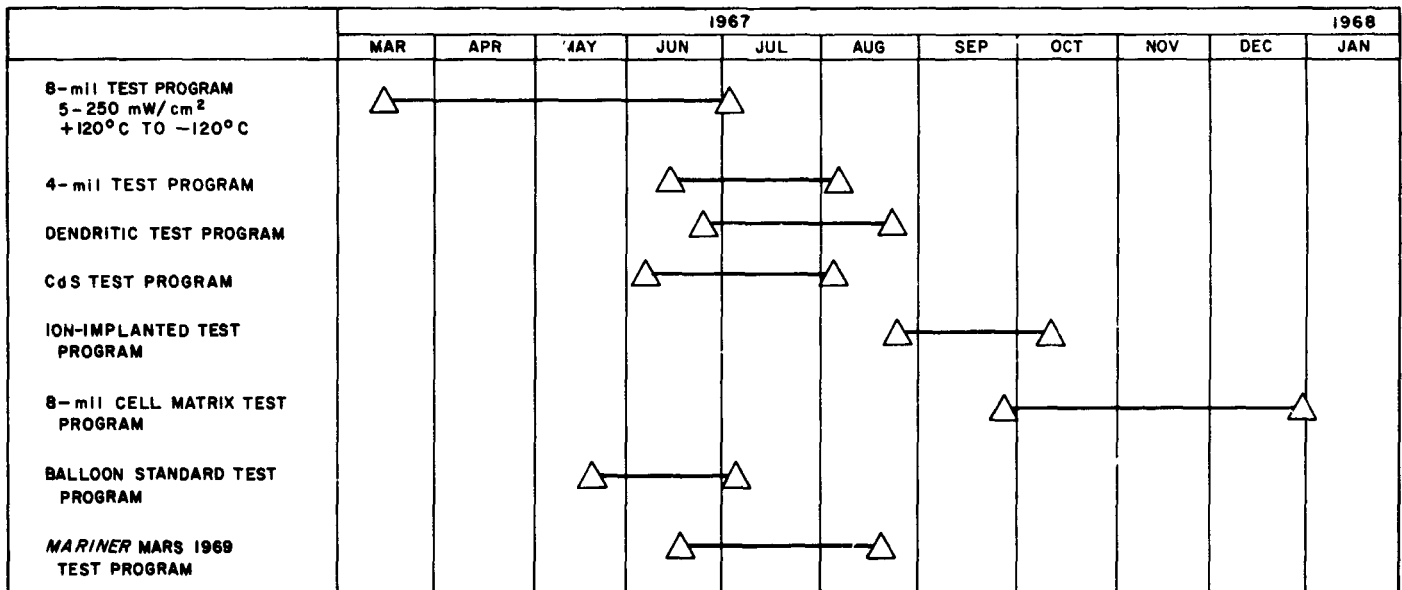 1967 1968
MAR APR MAY JUN JUL AUG SEP OCT NOV DEC JAN
8-mil TEST PROGRAM
5-250 mW/cm²
+120°C TO -120°C
4-mil TEST PROGRAM
DENDRITIC TEST PROGRAM
CdS TEST PROGRAM
ION-IMPLANTED TEST
PROGRAM
8-mil CELL MATRIX TEST
PROGRAM
BALLOON STANDARD TEST
PROGRAM
MARINER MARS 1969
TEST PROGRAM